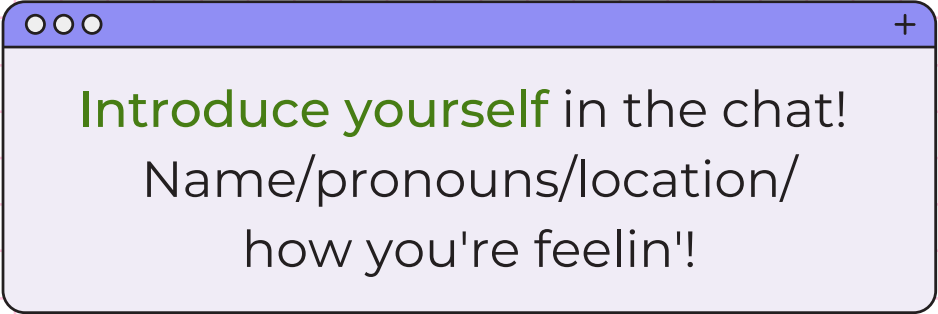 Introduce yourself in the chat!
Name/pronouns/location/
how you're feelin'!